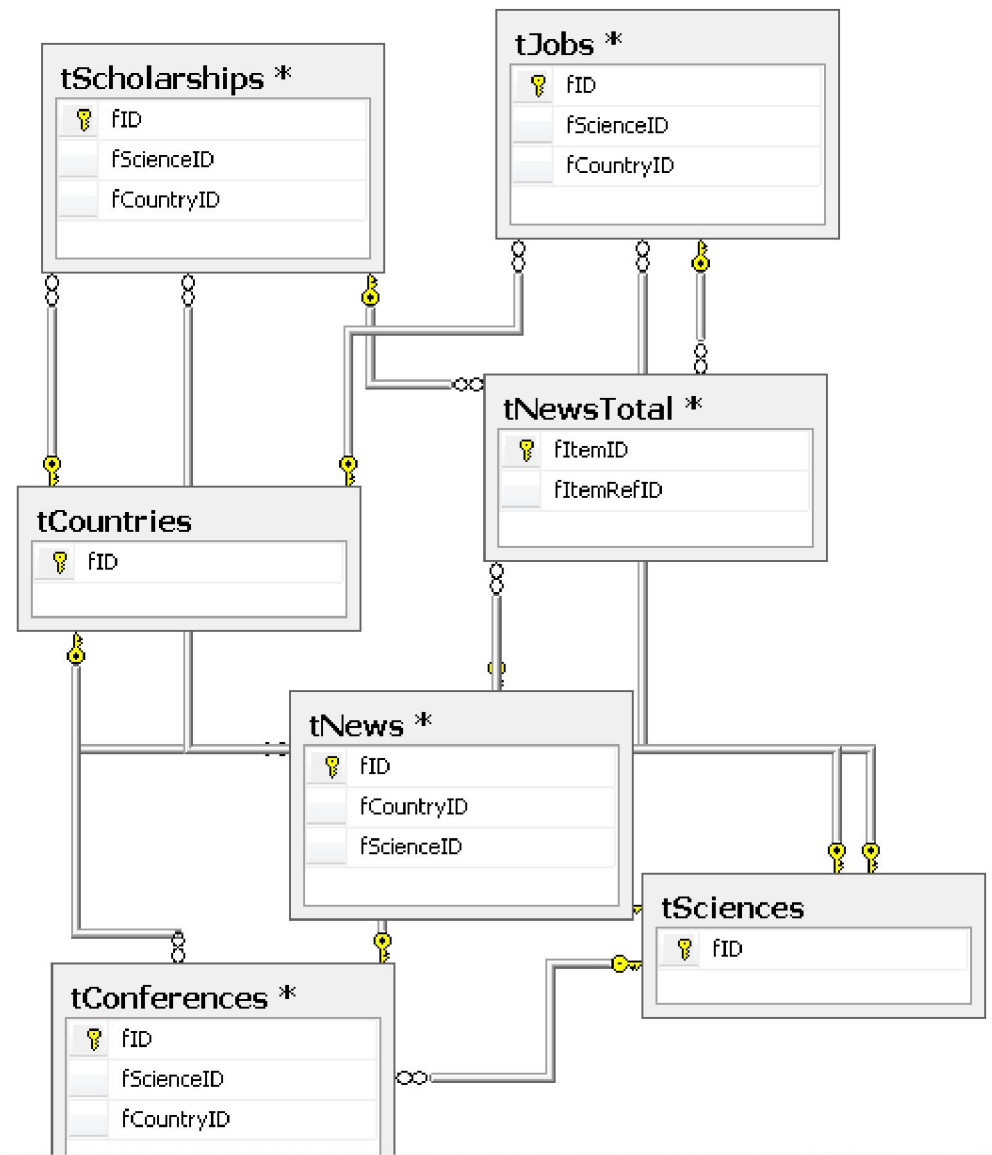 tScholarships *
fID
fScienceID
fCountryID
tJobs *
fID
fScienceID
fCountryID
tNewsTotal *
fItemID
fItemRefID
tCountries
fID
tNews *
fID
fCountryID
fScienceID
tSciences
fID
tConferences *
fID
fScienceID
fCountryID